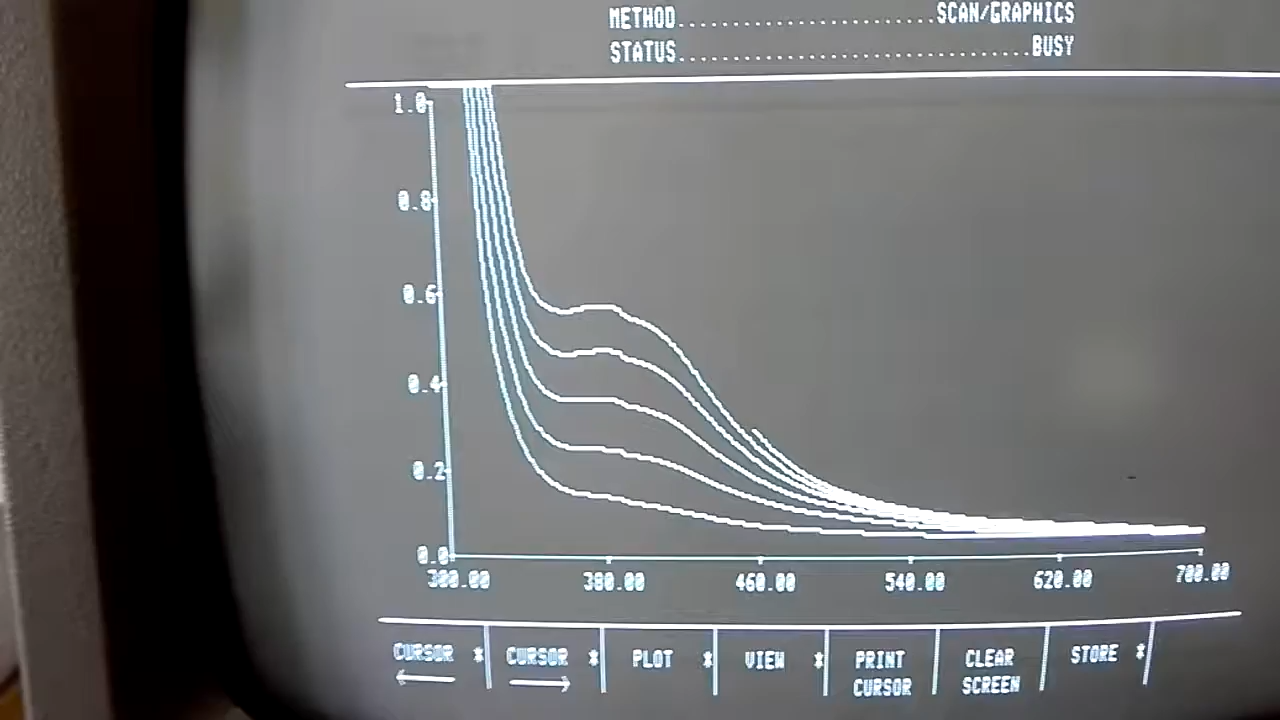 METHOD.......................SCAN/GRAPHICS
STATUS................................BUSY
1.0
0.8
0.6
0.4
0.2
0.0
300.00 380.00 460.00 540.00 620.00 700.00
CURSOR * CURSOR * PLOT * VIEW * PRINT CURSOR CLEAR SCREEN STORE *
← →